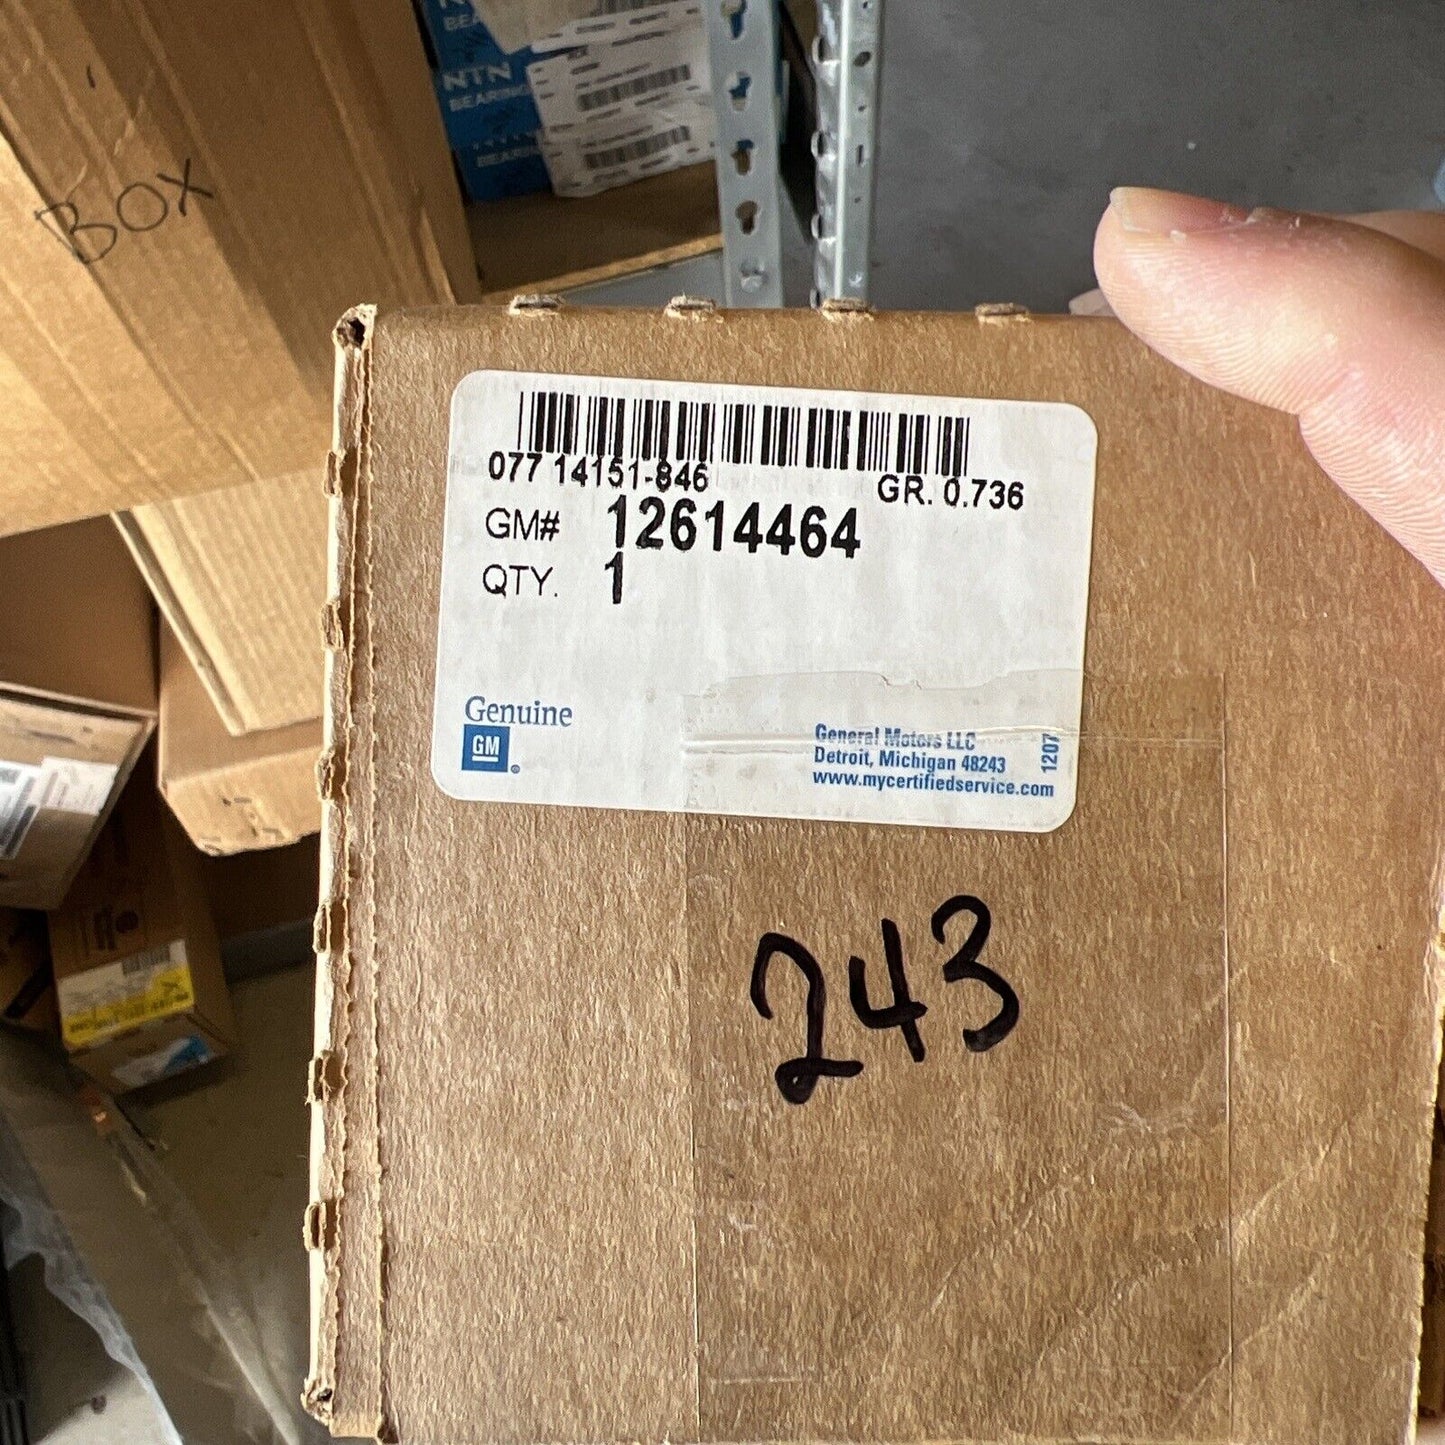 NTN
BEARING
BOX
077 14151-846
GR. 0.736
GM# 12614464
QTY. 1
Genuine
GM
General Motors LLC
Detroit, Michigan 48243
www.mycertifiedservice.com
1207
243